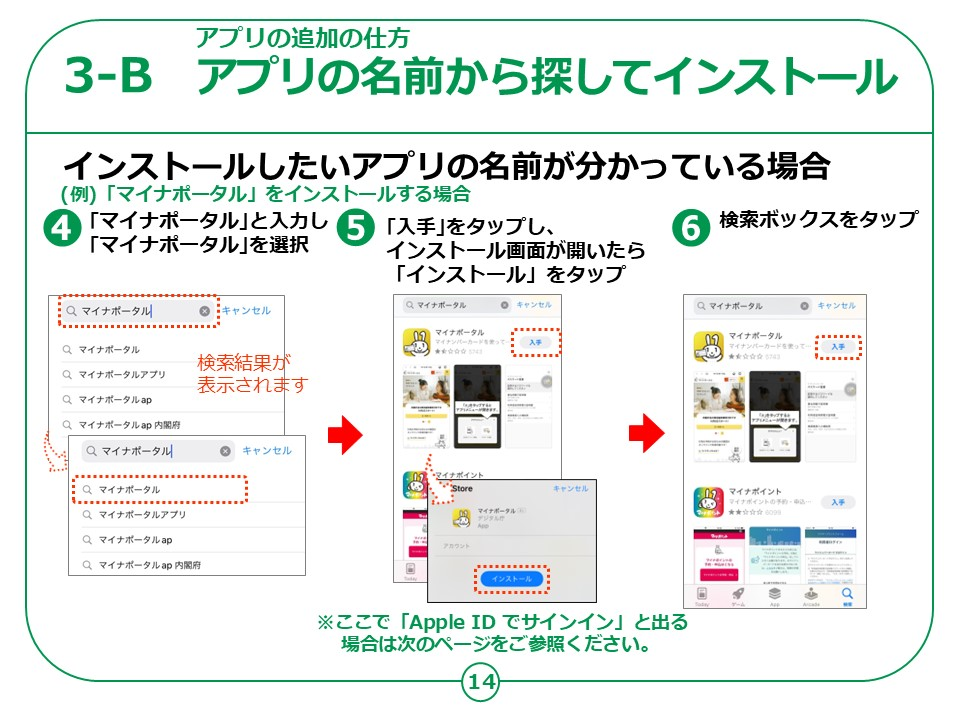 アプリの追加の仕方
3-B アプリの名前から探してインストール
インストールしたいアプリの名前が分かっている場合
(例)「マイナポータル」をインストールする場合
4 「マイナポータル」と入力し
「マイナポータル」を選択
5 「入手」をタップし、
インストール画面が開いたら
「インストール」をタップ
6 検索ボックスをタップ
マイナポータル キャンセル
マイナポータル
マイナポータルアプリ
マイナポータル ap
マイナポータル ap 内閣府
検索結果が
表示されます
マイナポータル キャンセル
マイナポータル
マイナポータルアプリ
マイナポータル ap
マイナポータル ap 内閣府
マイナポータル キャンセル
マイナポータル
マイナンバーカードを使って…
5743
入手
マイナポイント
Today
Store キャンセル
マイナポータル
デジタル庁
App
アカウント
インストール
マイナポータル キャンセル
マイナポータル
マイナンバーカードを使って…
5743
入手
マイナポイント
マイナポイントの予約・申込…
6099
入手
Today ゲーム App Arcade 検索
※ここで「Apple ID でサインイン」と出る
場合は次のページをご参照ください。
14